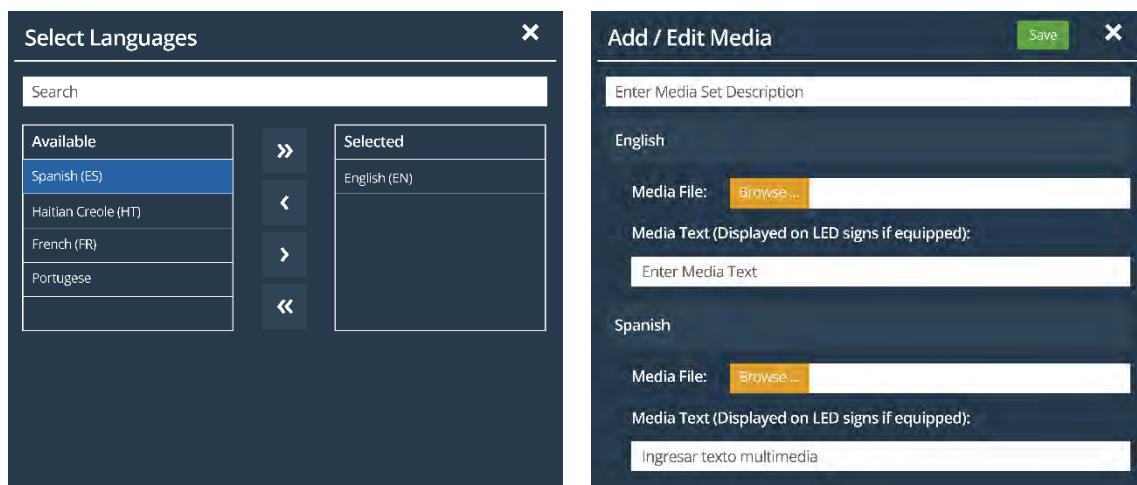 Select Languages
Search
Available
Spanish (ES)
Haitian Creole (HT)
French (FR)
Portugese
Selected
English (EN)
Add / Edit Media
Save
Enter Media Set Description
English
Media File:
Browse ...
Media Text (Displayed on LED signs if equipped):
Enter Media Text
Spanish
Media File:
Browse ...
Media Text (Displayed on LED signs if equipped):
Ingresar texto multimedia